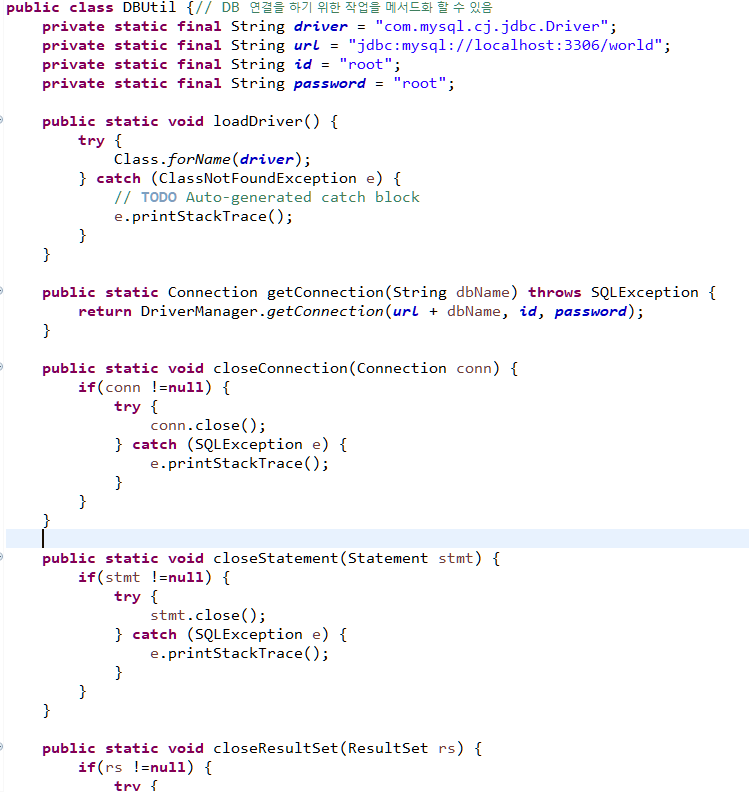 public class DBUtil {// DB 연결을 하기 위한 작업을 메서드화 할 수 있음
    private static final String driver = "com.mysql.cj.jdbc.Driver";
    private static final String url = "jdbc:mysql://localhost:3306/world";
    private static final String id = "root";
    private static final String password = "root";

    public static void loadDriver() {
        try {
            Class.forName(driver);
        } catch (ClassNotFoundException e) {
            // TODO Auto-generated catch block
            e.printStackTrace();
        }
    }

    public static Connection getConnection(String dbName) throws SQLException {
        return DriverManager.getConnection(url + dbName, id, password);
    }

    public static void closeConnection(Connection conn) {
        if(conn !=null) {
            try {
                conn.close();
            } catch (SQLException e) {
                e.printStackTrace();
            }
        }
    }

    public static void closeStatement(Statement stmt) {
        if(stmt !=null) {
            try {
                stmt.close();
            } catch (SQLException e) {
                e.printStackTrace();
            }
        }
    }

    public static void closeResultSet(ResultSet rs) {
        if(rs !=null) {
            try {